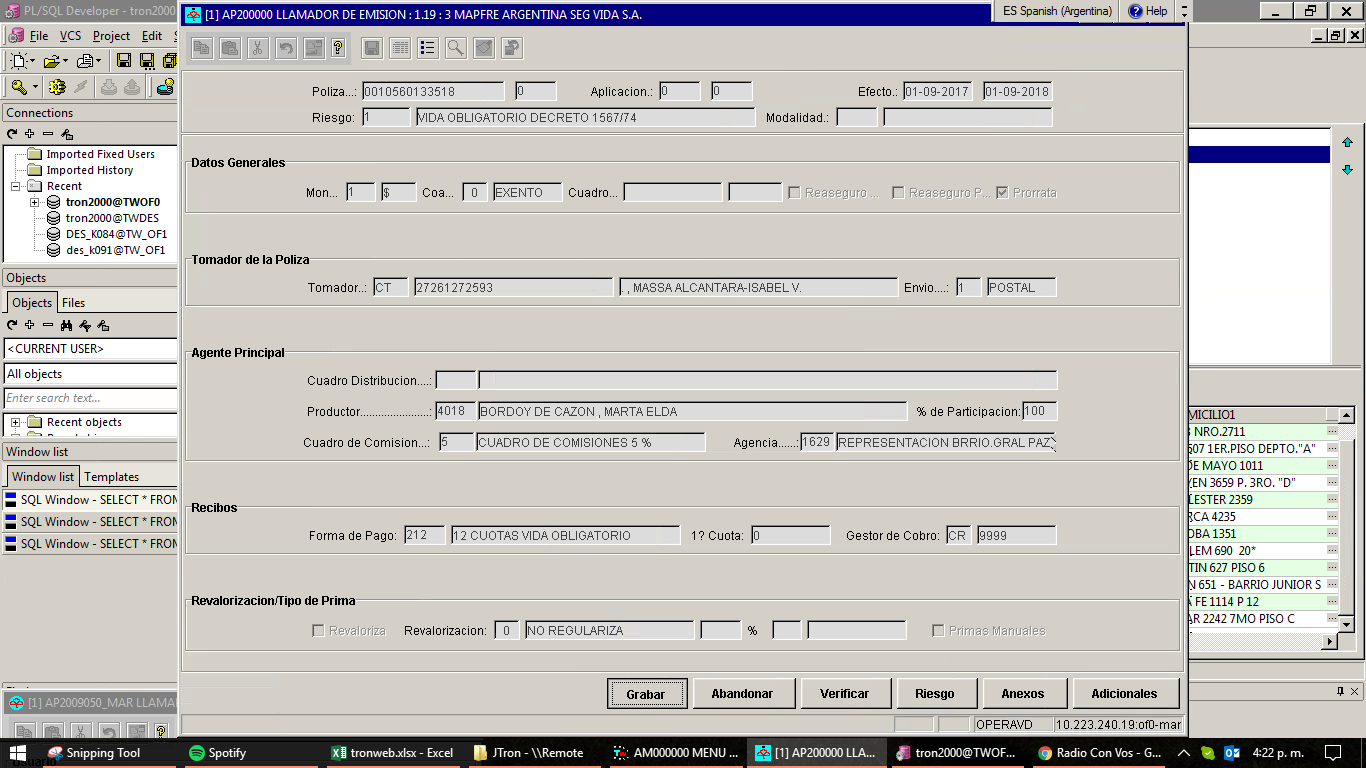 PL/SQL Developer - tron2000
[1] AP200000 LLAMADOR DE EMISION : 1.19 : 3 MAPFRE ARGENTINA SEG VIDA S.A.
ES Spanish (Argentina) Help
File VCS Project Edit
Poliza...: 0010560133518 0 Aplicacion.: 0 0 Efecto.: 01-09-2017 01-09-2018
Riesgo: 1 VIDA OBLIGATORIO DECRETO 1567/74 Modalidad.:
Connections
Imported Fixed Users
Imported History
Recent
tron2000@TWOF0
tron2000@TWDES
DES_K084@TW_OF1
des_k091@TW_OF1
Objects
Objects Files
<CURRENT USER>
All objects
Enter search text...
Recent objects
Window list
Window list Templates
SQL Window - SELECT * FROM
SQL Window - SELECT * FROM
SQL Window - SELECT * FROM
Datos Generales
Mon... 1 $ Coa... 0 EXENTO Cuadro... Reaseguro ... Reaseguro P... Prorrata
Tomador de la Poliza
Tomador..: CT 27261272593 . , MASSA ALCANTARA-ISABEL V. Envio....: 1 POSTAL
Agente Principal
Cuadro Distribucion....:
Productor.......................: 4018 BORDOY DE CAZON , MARTA ELDA % de Participacion: 100
Cuadro de Comision...: 5 CUADRO DE COMISIONES 5 % Agencia......: 1629 REPRESENTACION BRRIO.GRAL PAZ
Recibos
Forma de Pago: 212 12 CUOTAS VIDA OBLIGATORIO 1? Cuota: 0 Gestor de Cobro: CR 9999
Revalorizacion/Tipo de Prima
Revaloriza Revalorizacion: 0 NO REGULARIZA % Primas Manuales
Grabar Abandonar Verificar Riesgo Anexos Adicionales
OPERAVD 10.223.240.19:of0-mar
MICILIO1
NRO.2711
507 1ER.PISO DEPTO."A"
DE MAYO 1011
ZEN 3659 P. 3RO. "D"
LESTER 2359
RCA 4235
OBA 1351
LEM 690 20*
TIN 627 PISO 6
N 651 - BARRIO JUNIOR S
FE 1114 P 12
AR 2242 7MO PISO C
[1] AP2009050_MAR LLAMA
Usuario
Snipping Tool Spotify tronweb.xlsx - Excel JTron - \\Remote AM000000 MENU ... [1] AP200000 LLA... tron2000@TWOF... Radio Con Vos - G... 4:22 p. m.